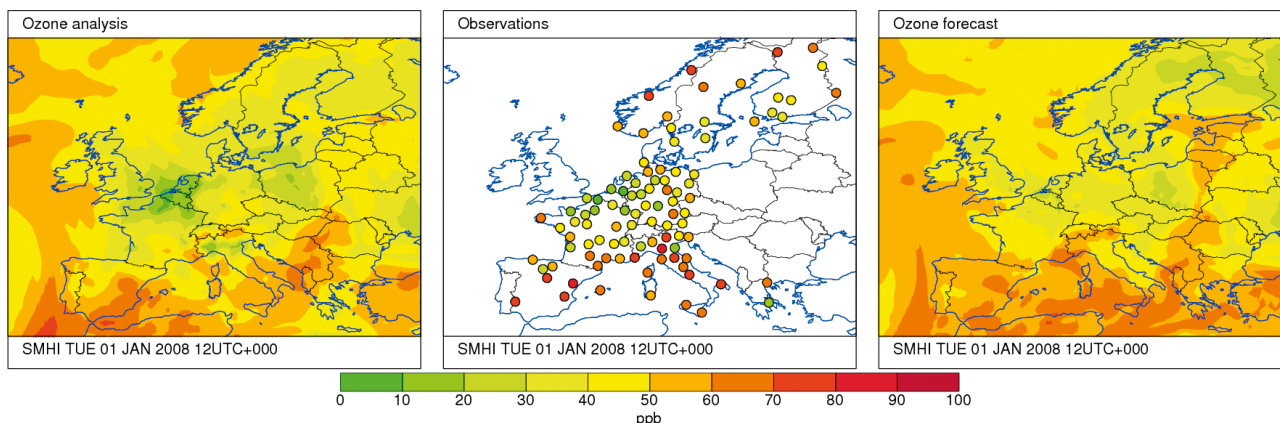 Ozone analysis
Observations
Ozone forecast
SMHI TUE 01 JAN 2008 12UTC+000
SMHI TUE 01 JAN 2008 12UTC+000
SMHI TUE 01 JAN 2008 12UTC+000
0 10 20 30 40 50 60 70 80 90 100
ppb